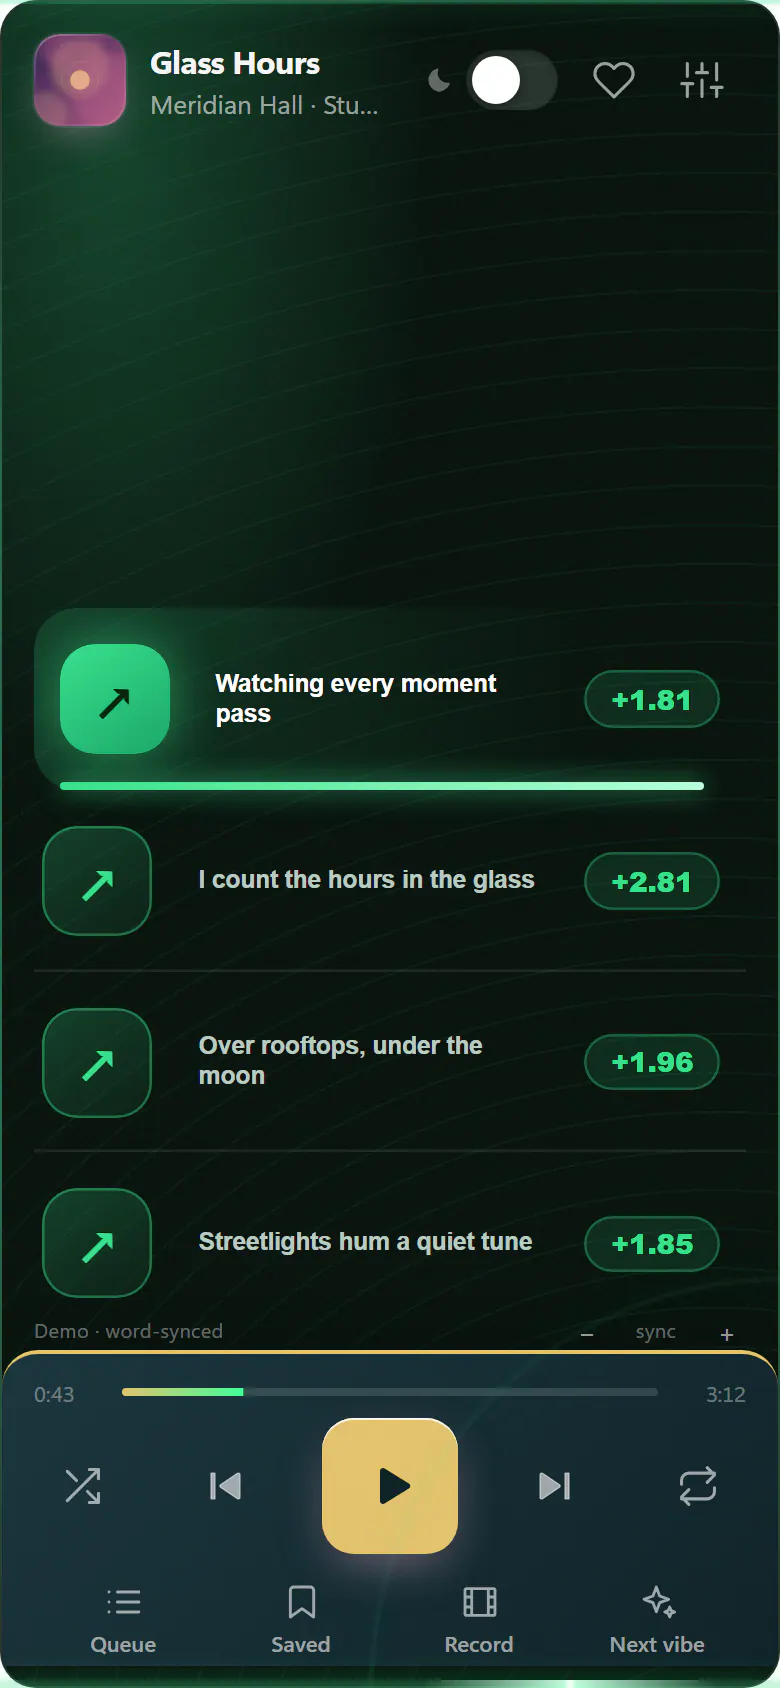 Glass Hours
Meridian Hall · Stu...
Watching every moment
pass
+1.81
I count the hours in the glass
+2.81
Over rooftops, under the
moon
+1.96
Streetlights hum a quiet tune
+1.85
Demo · word-synced
− sync +
0:43
3:12
Queue
Saved
Record
Next vibe